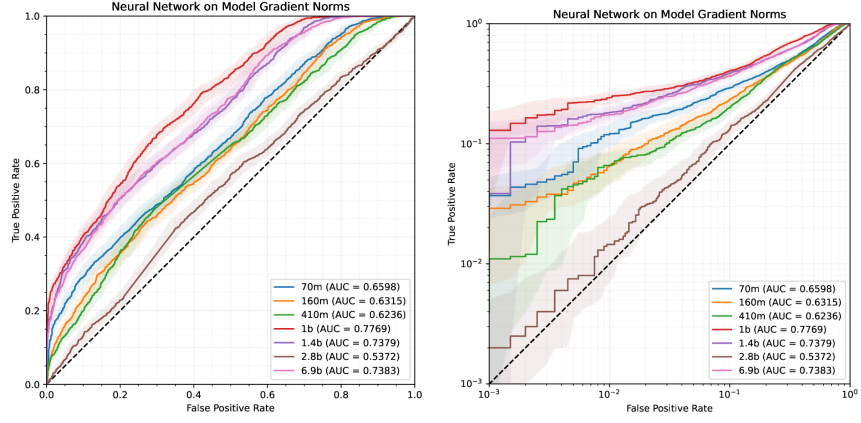 Neural Network on Model Gradient Norms
1.0
0.8
0.6
0.4
0.2
0.0
True Positive Rate
0.0
0.2
0.4
0.6
0.8
1.0
False Positive Rate
70m (AUC = 0.6598)
160m (AUC = 0.6315)
410m (AUC = 0.6236)
1b (AUC = 0.7769)
1.4b (AUC = 0.7379)
2.8b (AUC = 0.5372)
6.9b (AUC = 0.7383)
Neural Network on Model Gradient Norms
10⁰
10⁻¹
10⁻²
10⁻³
True Positive Rate
10⁻³
10⁻²
10⁻¹
10⁰
False Positive Rate
70m (AUC = 0.6598)
160m (AUC = 0.6315)
410m (AUC = 0.6236)
1b (AUC = 0.7769)
1.4b (AUC = 0.7379)
2.8b (AUC = 0.5372)
6.9b (AUC = 0.7383)